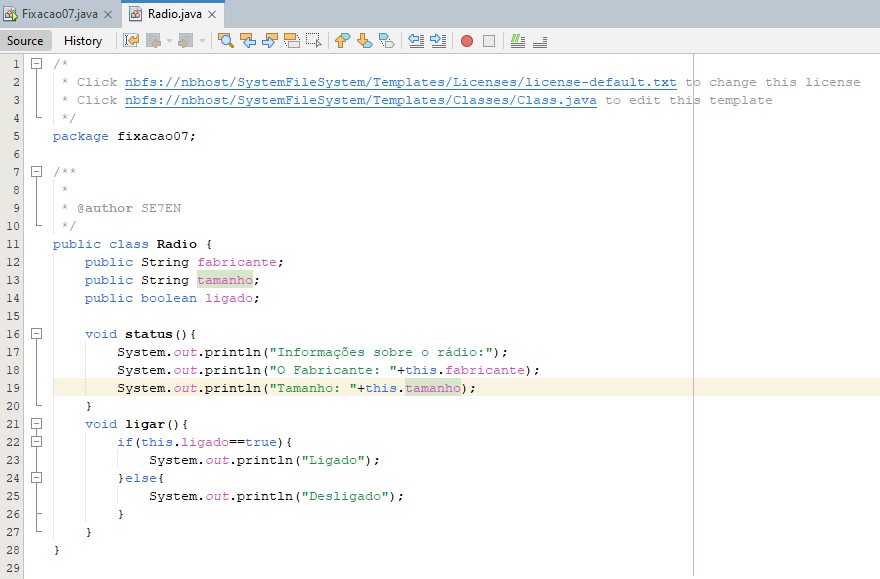 Fixacao07.java
Radio.java
Source
History
1 /*
2 * Click nbfs://nbhost/SystemFileSystem/Templates/Licenses/license-default.txt to change this license
3 * Click nbfs://nbhost/SystemFileSystem/Templates/Classes/Class.java to edit this template
4 */
5 package fixacao07;
6
7 /**
8 *
9 * @author SE7EN
10 */
11 public class Radio {
12 public String fabricante;
13 public String tamanho;
14 public boolean ligado;
15
16 void status(){
17 System.out.println("Informações sobre o rádio:");
18 System.out.println("O Fabricante: "+this.fabricante);
19 System.out.println("Tamanho: "+this.tamanho);
20 }
21 void ligar(){
22 if(this.ligado==true){
23 System.out.println("Ligado");
24 }else{
25 System.out.println("Desligado");
26 }
27 }
28 }
29